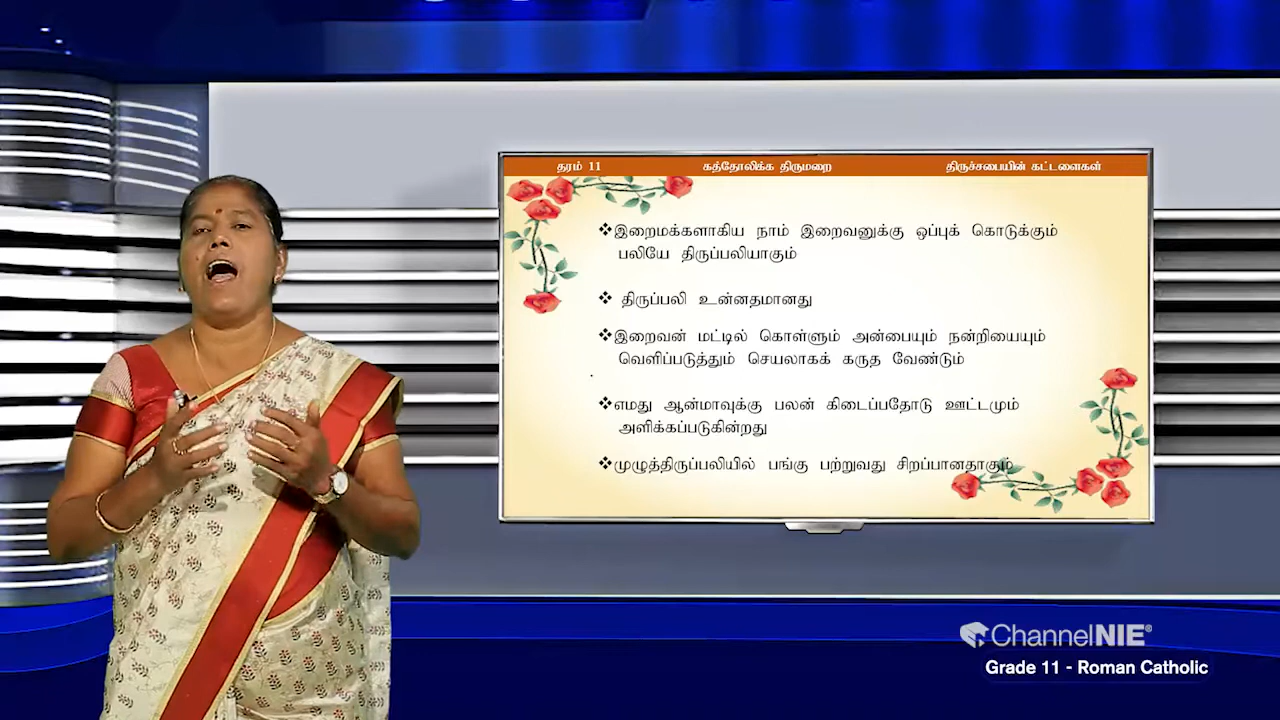 தரம் 11 கத்தோலிக்க திருமறை திருச்சபையின் கட்டளைகள்
❖இறைமக்களாகிய நாம் இறைவனுக்கு ஒப்புக் கொடுக்கும்
பலியே திருப்பலியாகும்
❖ திருப்பலி உன்னதமானது
❖இறைவன் மட்டில் கொள்ளும் அன்பையும் நன்றியையும்
வெளிப்படுத்தும் செயலாகக் கருத வேண்டும்
❖எமது ஆன்மாவுக்கு பலன் கிடைப்பதோடு ஊட்டமும்
அளிக்கப்படுகின்றது
❖முழுத்திருப்பலியில் பங்கு பற்றுவது சிறப்பானதாகும்
ChannelNIE®
Grade 11 - Roman Catholic